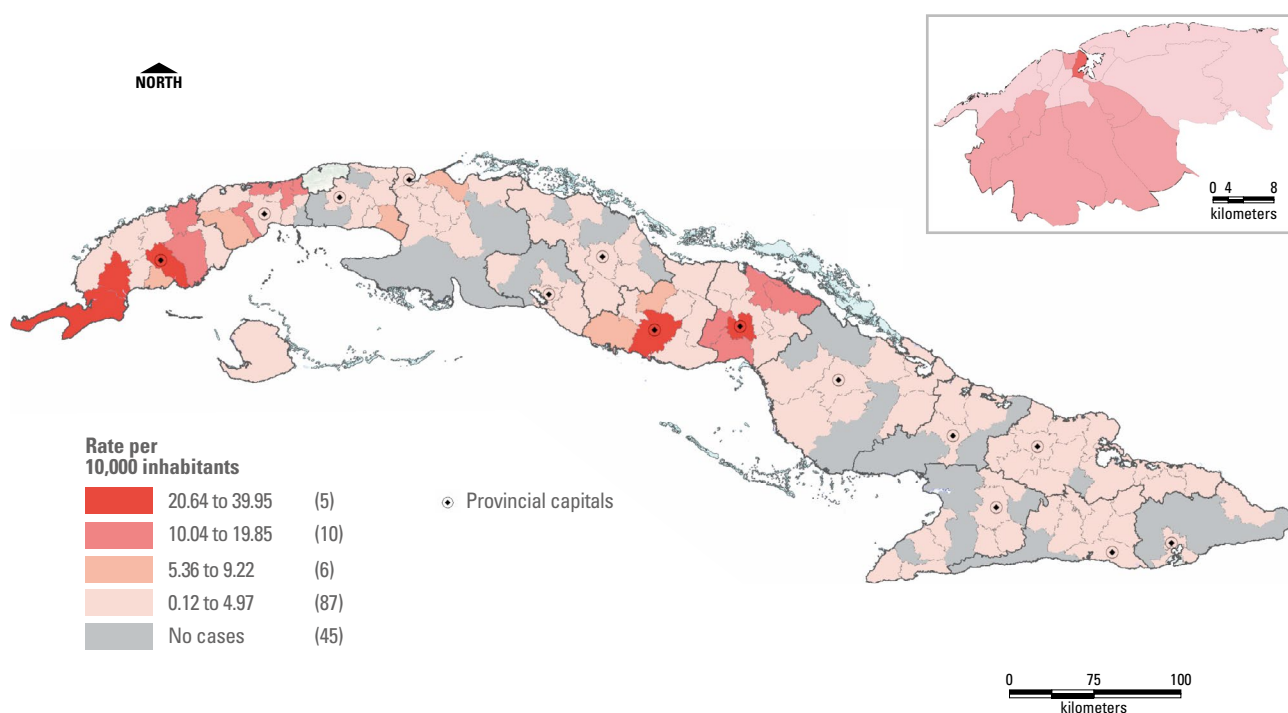 NORTH
0 4 8
kilometers
Rate per
10,000 inhabitants
20.64 to 39.95 (5)
10.04 to 19.85 (10)
5.36 to 9.22 (6)
0.12 to 4.97 (87)
No cases (45)
Provincial capitals
0 75 100
kilometers